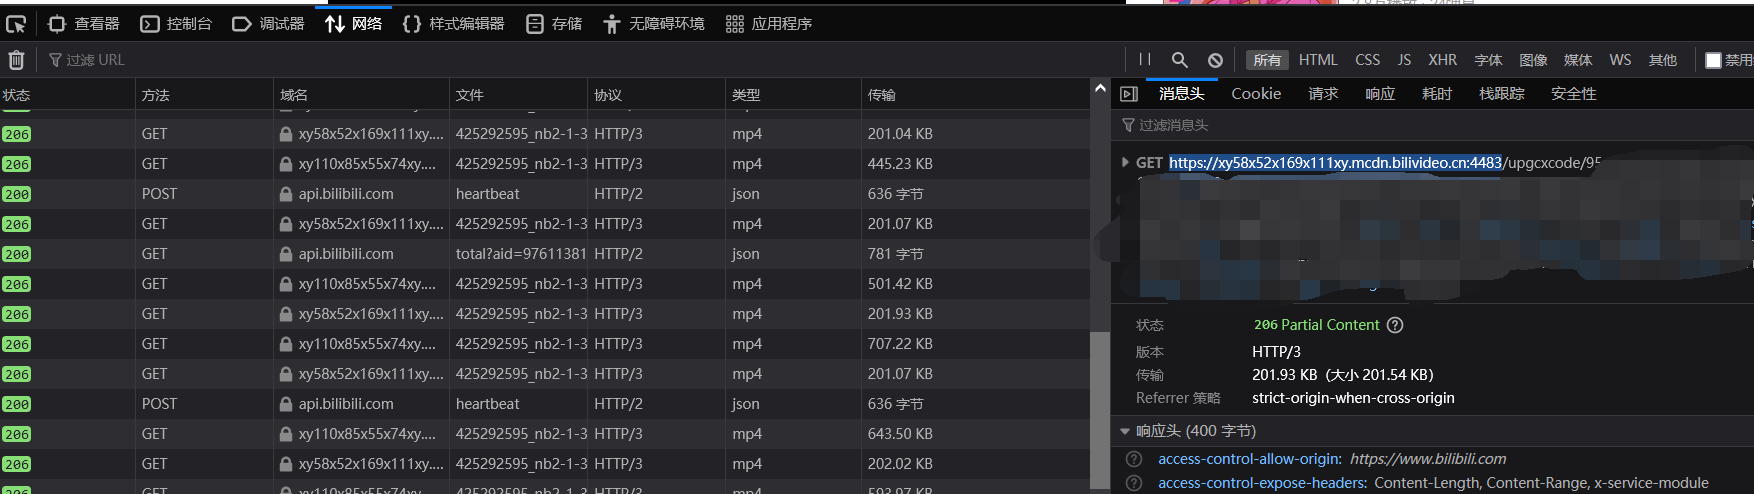 查看器 控制台 调试器 网络 样式编辑器 存储 无障碍环境 应用程序
过滤 URL 所有 HTML CSS JS XHR 字体 图像 媒体 WS 其他 禁用
状态 方法 域名 文件 协议 类型 传输
206 GET xy58x52x169x111xy.... 425292595_nb2-1-3 HTTP/3 mp4 201.04 KB
206 GET xy110x85x55x74xy.... 425292595_nb2-1-3 HTTP/3 mp4 445.23 KB
200 POST api.bilibili.com heartbeat HTTP/2 json 636 字节
206 GET xy58x52x169x111xy.... 425292595_nb2-1-3 HTTP/3 mp4 201.07 KB
200 GET api.bilibili.com total?aid=97611381 HTTP/2 json 781 字节
206 GET xy110x85x55x74xy.... 425292595_nb2-1-3 HTTP/3 mp4 501.42 KB
206 GET xy58x52x169x111xy.... 425292595_nb2-1-3 HTTP/3 mp4 201.93 KB
206 GET xy110x85x55x74xy.... 425292595_nb2-1-3 HTTP/3 mp4 707.22 KB
206 GET xy58x52x169x111xy.... 425292595_nb2-1-3 HTTP/3 mp4 201.07 KB
200 POST api.bilibili.com heartbeat HTTP/2 json 636 字节
206 GET xy110x85x55x74xy.... 425292595_nb2-1-3 HTTP/3 mp4 643.50 KB
206 GET xy58x52x169x111xy.... 425292595_nb2-1-3 HTTP/3 mp4 202.02 KB
206 GET xy110x85x55x74xy.... 425292595_nb2-1-3 HTTP/3 mp4 593.97 KB
消息头 Cookie 请求 响应 耗时 栈跟踪 安全性
过滤消息头
GET https://xy58x52x169x111xy.mcdn.bilivideo.cn:4483/upgcxcode/95
状态 206 Partial Content
版本 HTTP/3
传输 201.93 KB（大小 201.54 KB）
Referrer 策略 strict-origin-when-cross-origin
响应头 (400 字节)
access-control-allow-origin: https://www.bilibili.com
access-control-expose-headers: Content-Length, Content-Range, x-service-module